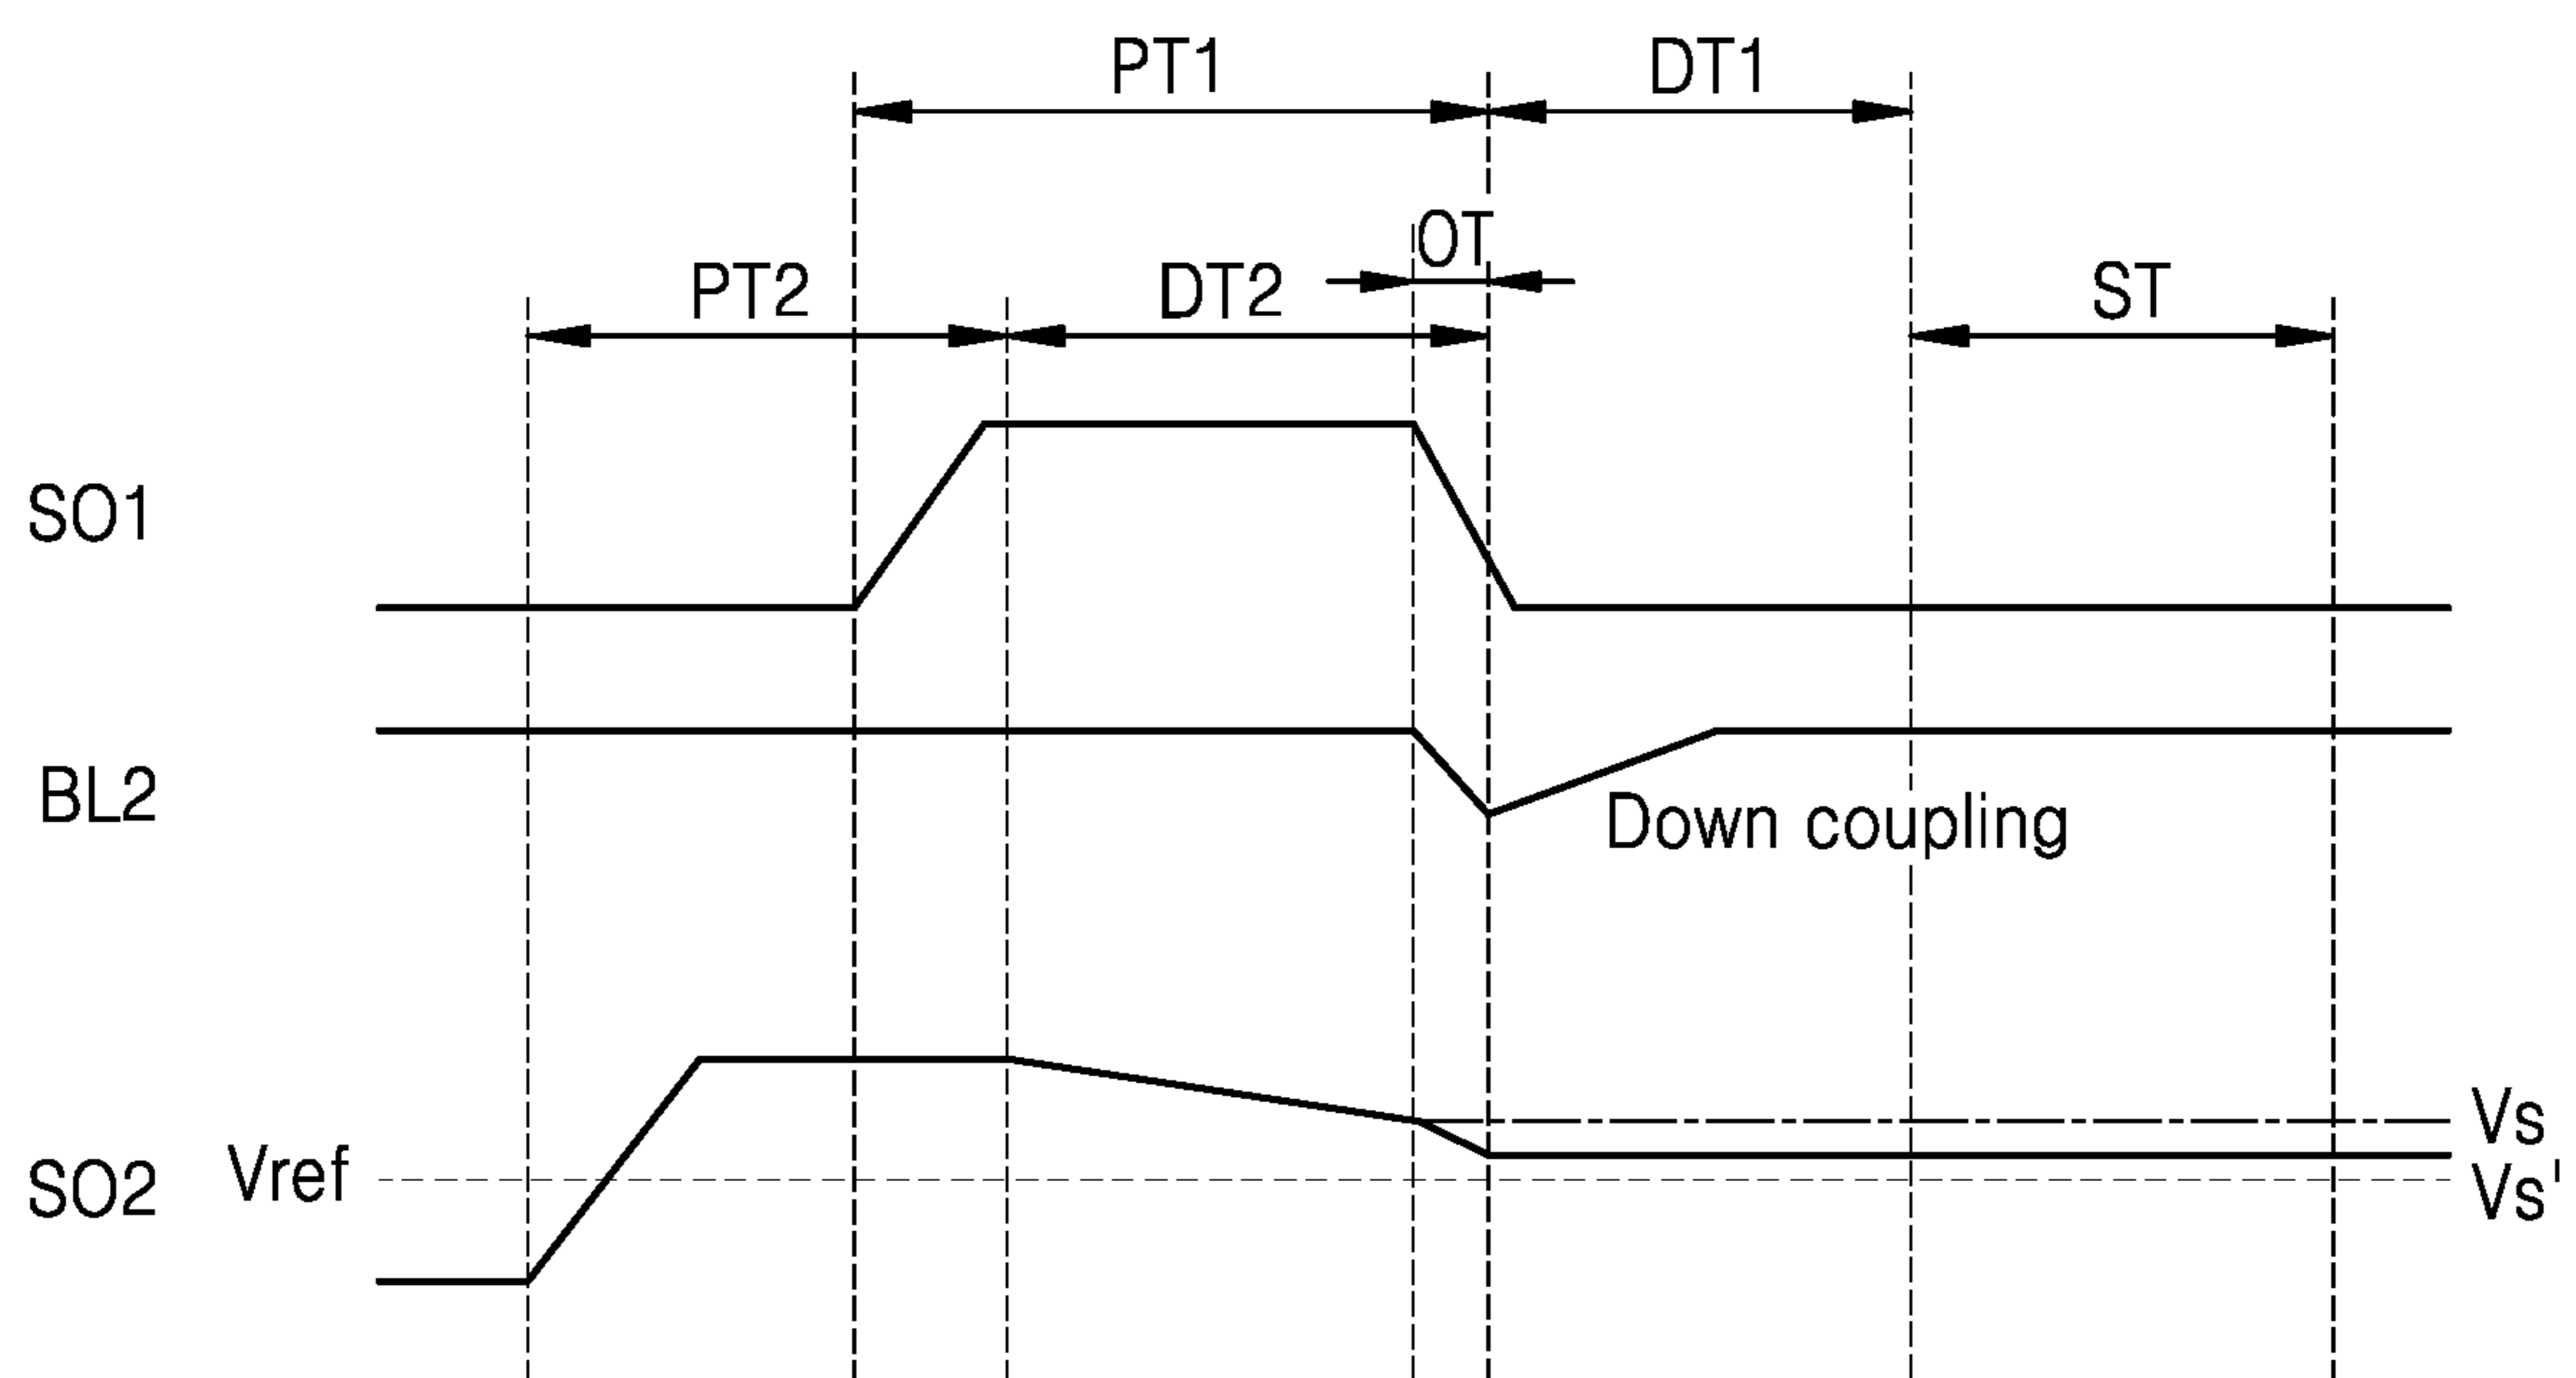 PT1
DT1
OT
PT2
DT2
ST
SO1
BL2
Down coupling
Vs
SO2
Vref
Vs'